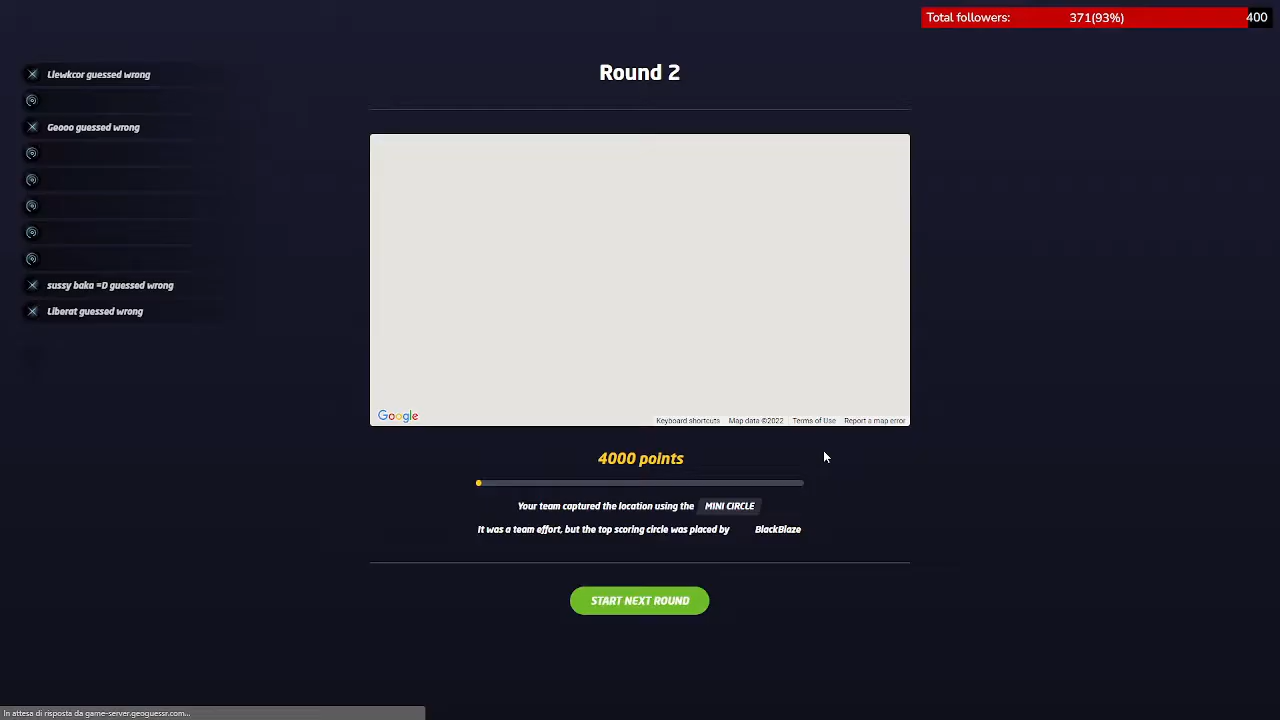 Total followers: 371(93%) 400
Round 2
Llewkcor guessed wrong
Geooo guessed wrong
sussy baka =D guessed wrong
Liberat guessed wrong
Google
Keyboard shortcuts Map data ©2022 Terms of Use Report a map error
4000 points
Your team captured the location using the MINI CIRCLE
It was a team effort, but the top scoring circle was placed by BlackBlaze
START NEXT ROUND
In attesa di risposta da game-server.geoguessr.com...